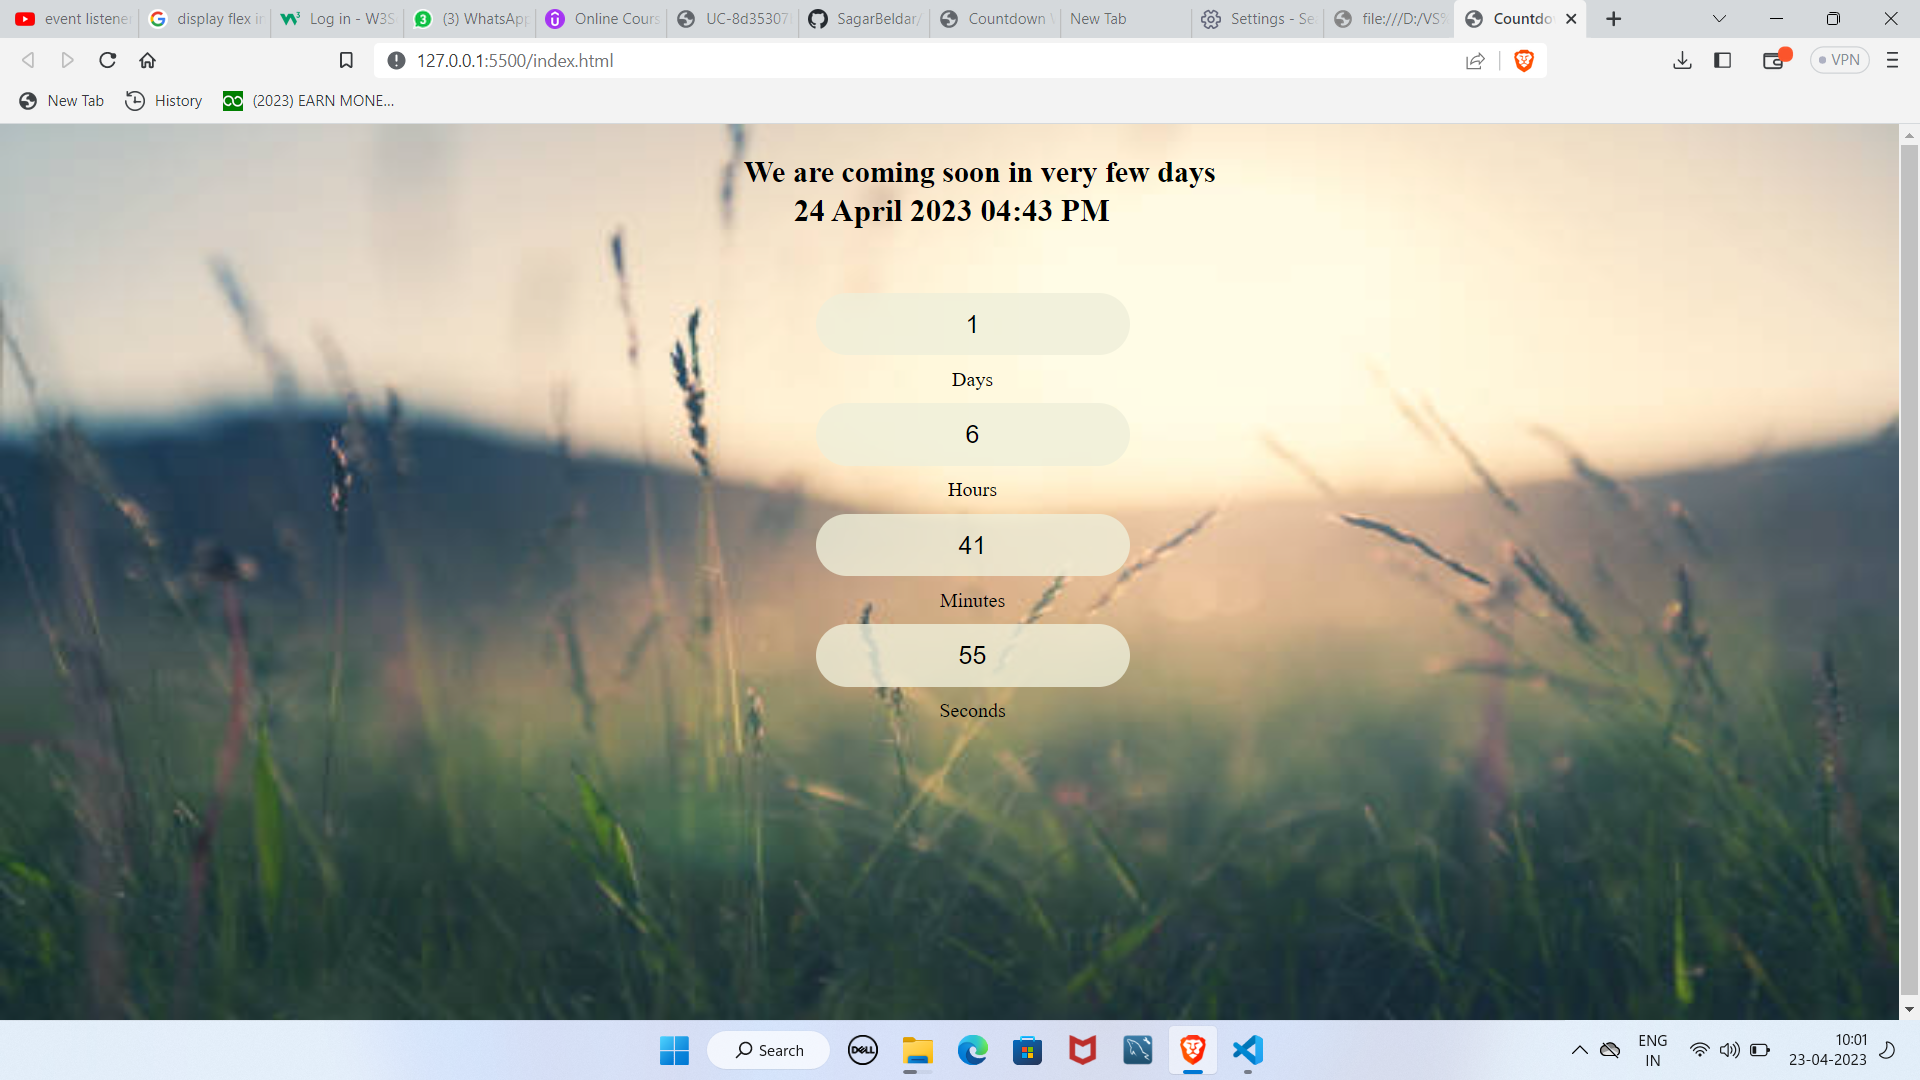 event listener
display flex in
Log in - W3S
(3) WhatsApp
Online Cours
UC-8d35307
SagarBeldar/
Countdown
New Tab
Settings - Se
file:///D:/VS%
Countdo
127.0.0.1:5500/index.html
VPN
New Tab
History
(2023) EARN MONE...
We are coming soon in very few days
24 April 2023 04:43 PM
1
Days
6
Hours
41
Minutes
55
Seconds
Search
DELL
ENG
IN
10:01
23-04-2023